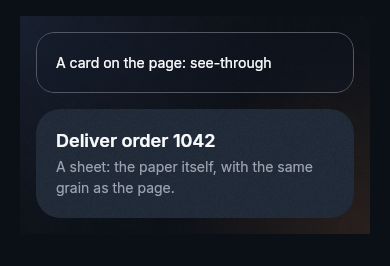 A card on the page: see-through
Deliver order 1042
A sheet: the paper itself, with the same
grain as the page.